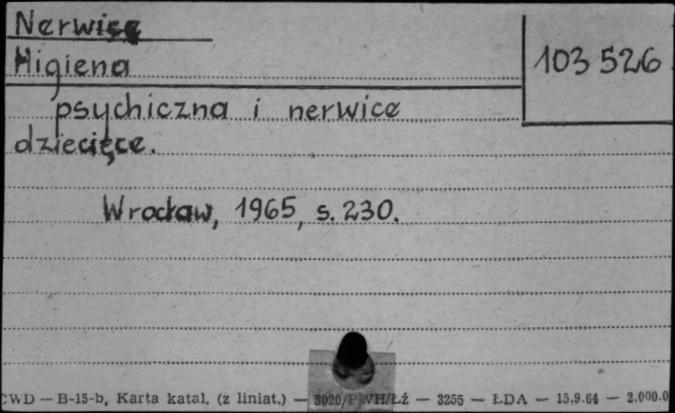 Nerwice
103 526
Higiena
psychiczna i nerwice
dziecięce.
Wrocław, 1965, s. 230.
CWD — B-15-b, Karta katal. (z liniat.) — 3020/PWH/Łź — 3255 — ŁDA — 15.9.64 — 2.000.0